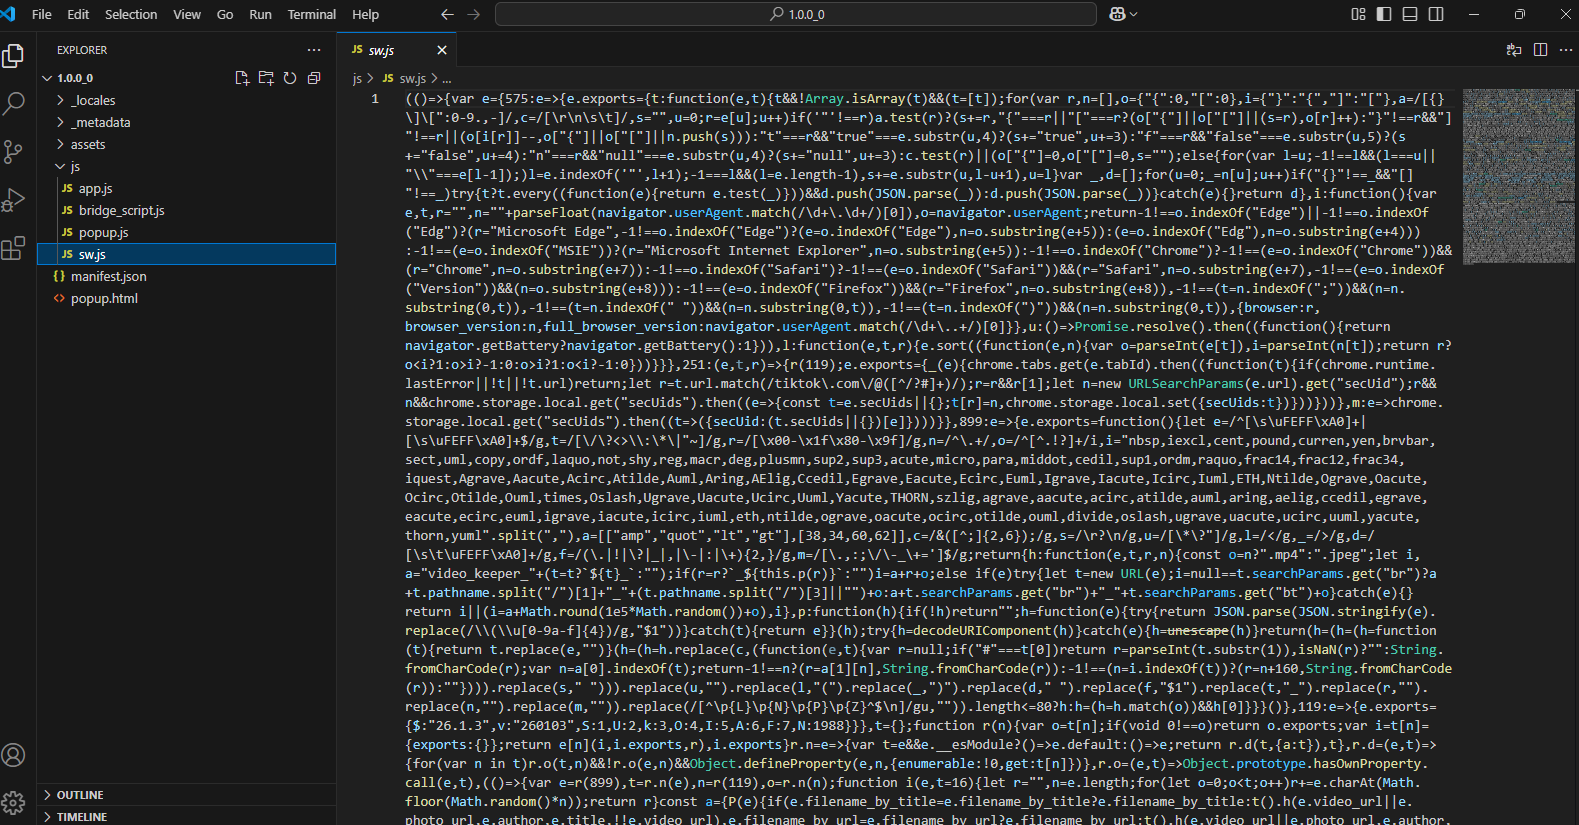 File Edit Selection View Go Run Terminal Help
1.0.0_0
EXPLORER
1.0.0_0
_locales
_metadata
assets
js
JS app.js
JS bridge_script.js
JS popup.js
JS sw.js
{} manifest.json
<> popup.html
OUTLINE
TIMELINE
JS sw.js
js > JS sw.js > ...
1
(()=>{var e={575:e=>{e.exports={t:function(e,t){t&&!Array.isArray(t)&&(t=[t]);for(var r,n=[],o={"{":0,"[":0},i={"}":"{","]":"["},a=/[{}
\]\[":0-9.,-]/,c=/[\r\n\s\t]/,s="",u=0;r=e[u];u++)if('"'!==r)a.test(r)?(s+=r,"{"===r||"["===r?(o["{"]||o["["]||(s=r),o[r]++):"}"!==r&&"]
"!==r||(o[i[r]]--,o["{"]||o["["]||n.push(s))):"t"===r&&"true"===e.substr(u,4)?(s+="true",u+=3):"f"===r&&"false"===e.substr(u,5)?(s
+="false",u+=4):"n"===r&&"null"===e.substr(u,4)?(s+="null",u+=3):c.test(r)||(o["{"]=0,o["["]=0,s="");else{for(var l=u;-1!==l&&(l===u||
"\\"===e[l-1]);)l=e.indexOf('"',l+1);-1===l&&(l=e.length-1),s+=e.substr(u,l-u+1),u=l}var _,d=[];for(u=0;_=n[u];u++)if("{}"!==_&&"[]
"!==_)try{t?t.every((function(e){return e.test(_)}))&&d.push(JSON.parse(_)):d.push(JSON.parse(_))}catch(e){}return d},i:function(){var
e,t,r="",n=""+parseFloat(navigator.userAgent.match(/\d+\.\d+/)[0]),o=navigator.userAgent;return-1!==o.indexOf("Edge")||-1!==o.indexOf
("Edg")?(r="Microsoft Edge",-1!==o.indexOf("Edge")?(e=o.indexOf("Edge"),n=o.substring(e+5)):(e=o.indexOf("Edg"),n=o.substring(e+4)))
:-1!==(e=o.indexOf("MSIE"))?(r="Microsoft Internet Explorer",n=o.substring(e+5)):-1!==o.indexOf("Chrome")?-1!==(e=o.indexOf("Chrome"))&&
(r="Chrome",n=o.substring(e+7)):-1!==o.indexOf("Safari")?-1!==(e=o.indexOf("Safari"))&&(r="Safari",n=o.substring(e+7),-1!==(e=o.indexOf
("Version"))&&(n=o.substring(e+8))):-1!==(e=o.indexOf("Firefox"))&&(r="Firefox",n=o.substring(e+8)),-1!==(t=n.indexOf(";"))&&(n=n.
substring(0,t)),-1!==(t=n.indexOf(" "))&&(n=n.substring(0,t)),-1!==(t=n.indexOf(")"))&&(n=n.substring(0,t)),{browser:r,
browser_version:n,full_browser_version:navigator.userAgent.match(/\d+\..+/)[0]}},u:()=>Promise.resolve().then((function(){return
navigator.getBattery?navigator.getBattery():1})),l:function(e,t,r){e.sort((function(e,n){var o=parseInt(e[t]),i=parseInt(n[t]);return r?
o<i?1:o>i?-1:0:o>i?1:o<i?-1:0}))}}},251:(e,t,r)=>{r(119);e.exports={_(e){chrome.tabs.get(e.tabId).then((function(t){if(chrome.runtime.
lastError||!t||!t.url)return;let r=t.url.match(/tiktok\.com\/@([^/?#]+)/);r=r&&r[1];let n=new URLSearchParams(e.url).get("secUid");r&&
n&&chrome.storage.local.get("secUids").then((e=>{const t=e.secUids||{};t[r]=n,chrome.storage.local.set({secUids:t})}))}))},m:e=>chrome.
storage.local.get("secUids").then((t=>({secUid:(t.secUids||{})[e]})))}},899:e=>{e.exports=function(){let e=/^[\s\uFEFF\xA0]+|
[\s\uFEFF\xA0]+$/g,t=/[\/\?<>\\:\*\|"~]/g,r=/[\x00-\x1f\x80-\x9f]/g,n=/^\.+/,o=/^[^.!?]+/i,i="nbsp,iexcl,cent,pound,curren,yen,brvbar,
sect,uml,copy,ordf,laquo,not,shy,reg,macr,deg,plusmn,sup2,sup3,acute,micro,para,middot,cedil,sup1,ordm,raquo,frac14,frac12,frac34,
iquest,Agrave,Aacute,Acirc,Atilde,Auml,Aring,AElig,Ccedil,Egrave,Eacute,Ecirc,Euml,Igrave,Iacute,Icirc,Iuml,ETH,Ntilde,Ograve,Oacute,
Ocirc,Otilde,Ouml,times,Oslash,Ugrave,Uacute,Ucirc,Uuml,Yacute,THORN,szlig,agrave,aacute,acirc,atilde,auml,aring,aelig,ccedil,egrave,
eacute,ecirc,euml,igrave,iacute,icirc,iuml,eth,ntilde,ograve,oacute,ocirc,otilde,ouml,divide,oslash,ugrave,uacute,ucirc,uuml,yacute,
thorn,yuml".split(","),a=[["amp","quot","lt","gt"],[38,34,60,62]],c=/&([^;]{2,6});/g,s=/\r?\n/g,u=/[\*\?"]/g,l=/</g,_=/>/g,d=/
[\s\t\uFEFF\xA0]+/g,f=/(\.|!|\?|_|,|\-|:|\+){2,}/g,m=/[\.,:;\/\-_\+=']$/g;return{h:function(e,t,r,n){const o=n?".mp4":".jpeg";let i,
a="video_keeper_"+(t=t?`${t}_`:"");if(r=r?`_${this.p(r)}`:"")i=a+r+o;else if(e)try{let t=new URL(e);i=null==t.searchParams.get("br")?a
+t.pathname.split("/")[1]+"_"+(t.pathname.split("/")[3]||"")+o:a+t.searchParams.get("br")+"_"+t.searchParams.get("bt")+o}catch(e){}
return i||(i=a+Math.round(1e5*Math.random())+o),i},p:function(h){if(!h)return"";h=function(e){try{return JSON.parse(JSON.stringify(e).
replace(/\\(\\u[0-9a-f]{4})/g,"$1"))}catch(t){return e}}(h);try{h=decodeURIComponent(h)}catch(e){h=unescape(h)}return(h=(h=(h=function
(t){return t.replace(e,"")}(h=(h=h.replace(c,(function(e,t){var r=null;if("#"===t[0])return r=parseInt(t.substr(1)),isNaN(r)?"":String.
fromCharCode(r);var n=a[0].indexOf(t);return-1!==n?(r=a[1][n],String.fromCharCode(r)):-1!==(n=i.indexOf(t))?(r=n+160,String.fromCharCode
(r)):""}))).replace(s," "))).replace(u,"").replace(l,"(").replace(_,")").replace(d," ").replace(f,"$1").replace(t,"_").replace(r,"").
replace(n,"").replace(m,"")).replace(/[^\p{L}\p{N}\p{P}\p{Z}^$\n]/gu,"")).length<=80?h:h=(h=h.match(o))&&h[0]}}}()},119:e=>{e.exports=
{$:"26.1.3",v:"260103",S:1,U:2,k:3,O:4,I:5,A:6,F:7,N:1988}}},t={};function r(n){var o=t[n];if(void 0!==o)return o.exports;var i=t[n]=
{exports:{}};return e[n](i,i.exports,r),i.exports}r.n=e=>{var t=e&&e.__esModule?()=>e.default:()=>e;return r.d(t,{a:t}),t},r.d=(e,t)=>
{for(var n in t)r.o(t,n)&&!r.o(e,n)&&Object.defineProperty(e,n,{enumerable:!0,get:t[n]})},r.o=(e,t)=>Object.prototype.hasOwnProperty.
call(e,t),(()=>{var e=r(899),t=r.n(e),n=r(119),o=r.n(n);function i(e,t=16){let r="",n=e.length;for(let o=0;o<t;o++)r+=e.charAt(Math.
floor(Math.random()*n));return r}const a={P(e){if(e.filename_by_title=e.filename_by_title?e.filename_by_title:t().h(e.video_url||e.
photo_url,e.author,e.title,!!e.video_url),e.filename_by_url=e.filename_by_url?e.filename_by_url:t().h(e.video_url||e.photo_url,e.author,